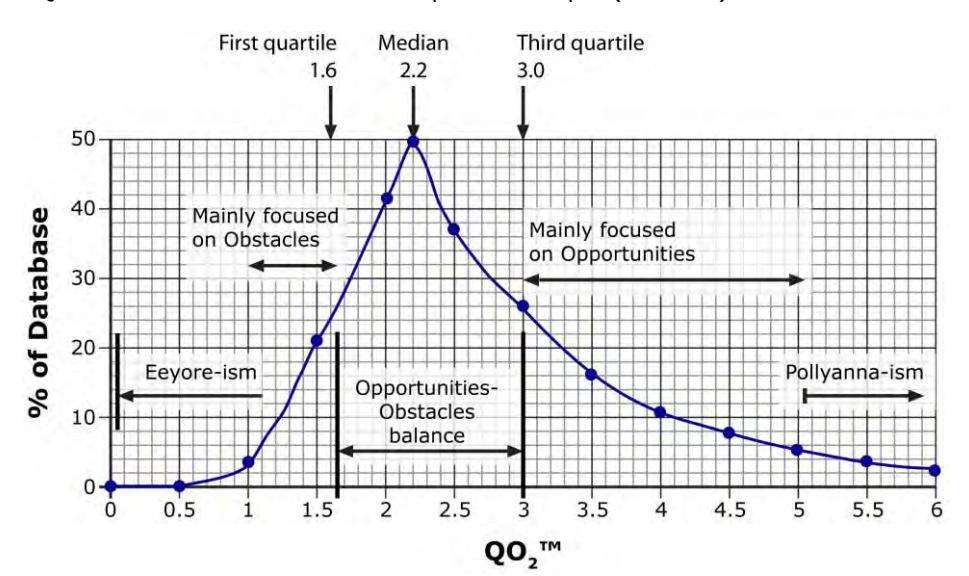 First quartile
1.6
Median
2.2
Third quartile
3.0
% of Database
50
40
30
20
10
0
Mainly focused
on Obstacles
Mainly focused
on Opportunities
Eeyore-ism
Opportunities-
Obstacles
balance
Pollyanna-ism
0 0.5 1 1.5 2 2.5 3 3.5 4 4.5 5 5.5 6
QO₂™